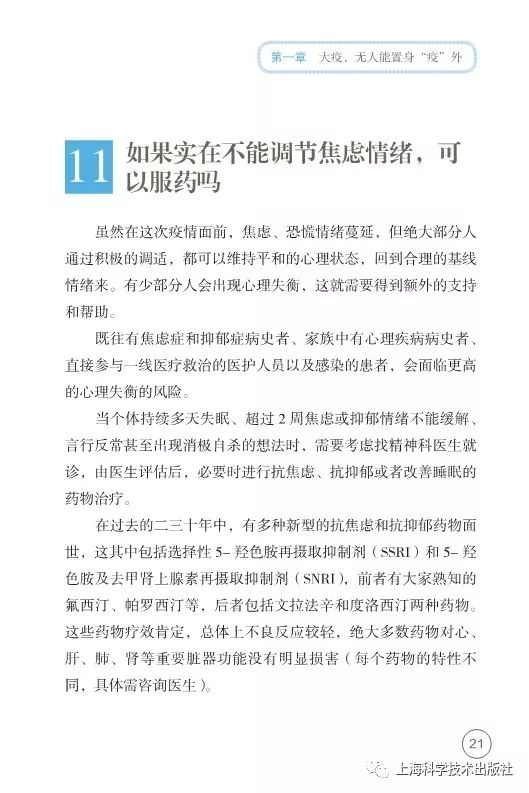 第一章 大疫，无人能置身“疫”外
11 如果实在不能调节焦虑情绪，可
以服药吗
虽然在这次疫情面前，焦虑、恐慌情绪蔓延，但绝大部分人
通过积极的调适，都可以维持平和的心理状态，回到合理的基线
情绪来。有少部分人会出现心理失衡，这就需要得到额外的支持
和帮助。
既往有焦虑症和抑郁症病史者、家族中有心理疾病病史者、
直接参与一线医疗救治的医护人员以及感染的患者，会面临更高
的心理失衡的风险。
当个体持续多天失眠、超过 2 周焦虑或抑郁情绪不能缓解、
言行反常甚至出现消极自杀的想法时，需要考虑找精神科医生就
诊，由医生评估后，必要时进行抗焦虑、抗抑郁或者改善睡眠的
药物治疗。
在过去的二三十年中，有多种新型的抗焦虑和抗抑郁药物面
世，这其中包括选择性 5- 羟色胺再摄取抑制剂（SSRI）和 5- 羟
色胺及去甲肾上腺素再摄取抑制剂（SNRI），前者有大家熟知的
氟西汀、帕罗西汀等，后者包括文拉法辛和度洛西汀两种药物。
这些药物疗效肯定，总体上不良反应较轻，绝大多数药物对心、
肝、肺、肾等重要脏器功能没有明显损害（每个药物的特性不
同，具体需咨询医生）。
21
上海科学技术出版社